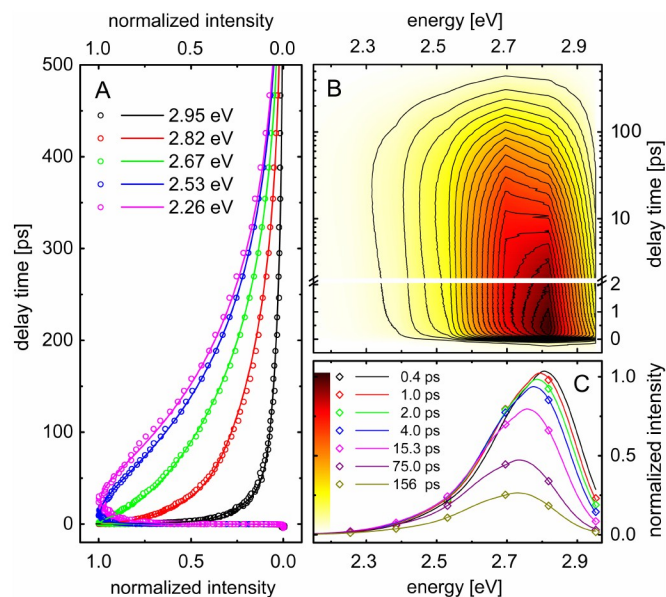 normalized intensity
1.0 0.5 0.0
energy [eV]
2.3 2.5 2.7 2.9
500
400
300
200
100
0
delay time [ps]
A
2.95 eV
2.82 eV
2.67 eV
2.53 eV
2.26 eV
1.0 0.5 0.0
normalized intensity
B
100
10
2
1
0
delay time [ps]
C
0.4 ps
1.0 ps
2.0 ps
4.0 ps
15.3 ps
75.0 ps
156 ps
1.0
0.5
0.0
normalized intensity
2.3 2.5 2.7 2.9
energy [eV]